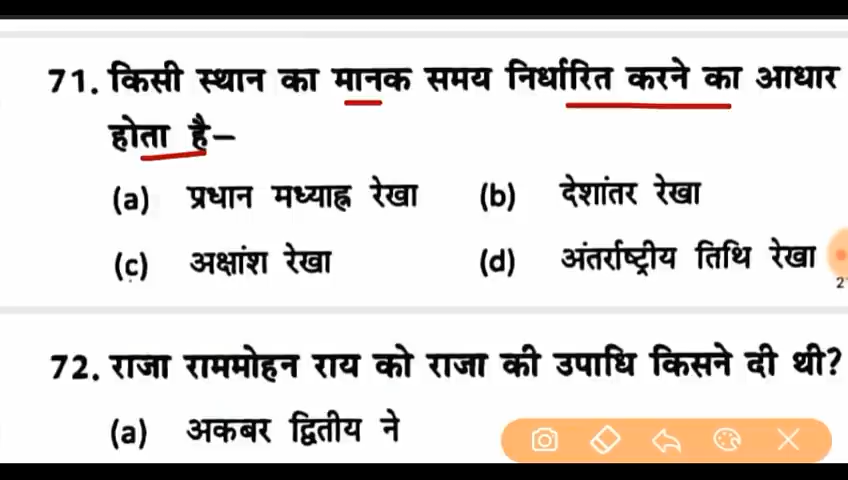 71. किसी स्थान का मानक समय निर्धारित करने का आधार
होता है–
(a) प्रधान मध्याह्न रेखा (b) देशांतर रेखा
(c) अक्षांश रेखा (d) अंतर्राष्ट्रीय तिथि रेखा
72. राजा राममोहन राय को राजा की उपाधि किसने दी थी?
(a) अकबर द्वितीय ने